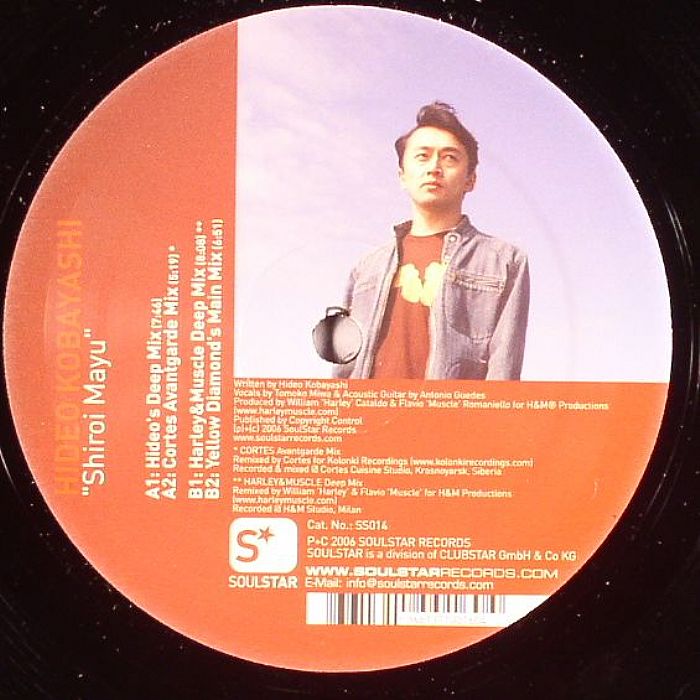 HIDEO KOBAYASHI
"Shiroi Mayu"
A1: Hideo's Deep Mix (7:46)
A2: Cortes Avantgarde Mix (5:19) *
B1: Harley&Muscle Deep Mix (8:08) **
B2: Yellow Diamond's Main Mix (6:51)
Written by Hideo Kobayashi
Vocals by Tomoko Miwa & Acoustic Guitar by Antonio Guedes
Produced by William 'Harley' Cataldo & Flavio 'Muscle' Romaniello for H&M® Productions
(www.harleymuscle.com)
Published by Copyright Control
(p)+(c) 2006 SoulStar Records
www.soulstarrecords.com
* CORTES Avantgarde Mix
Remixed by Cortes for Kolonki Recordings (www.kolonkirecordings.com)
Recorded & mixed @ Cortes Cuisine Studio, Krasnoyarsk, Siberia
** HARLEY&MUSCLE Deep Mix
Remixed by William 'Harley' & Flavio 'Muscle' for H&M Productions
(www.harleymuscle.com)
Recorded @ H&M Studio, Milan
S*
SOULSTAR
Cat. No.: SS014
P+C 2006 SOULSTAR RECORDS
SOULSTAR is a division of CLUBSTAR GmbH & Co KG
WWW.SOULSTARRECORDS.COM
E-Mail: info@soulstarrecords.com